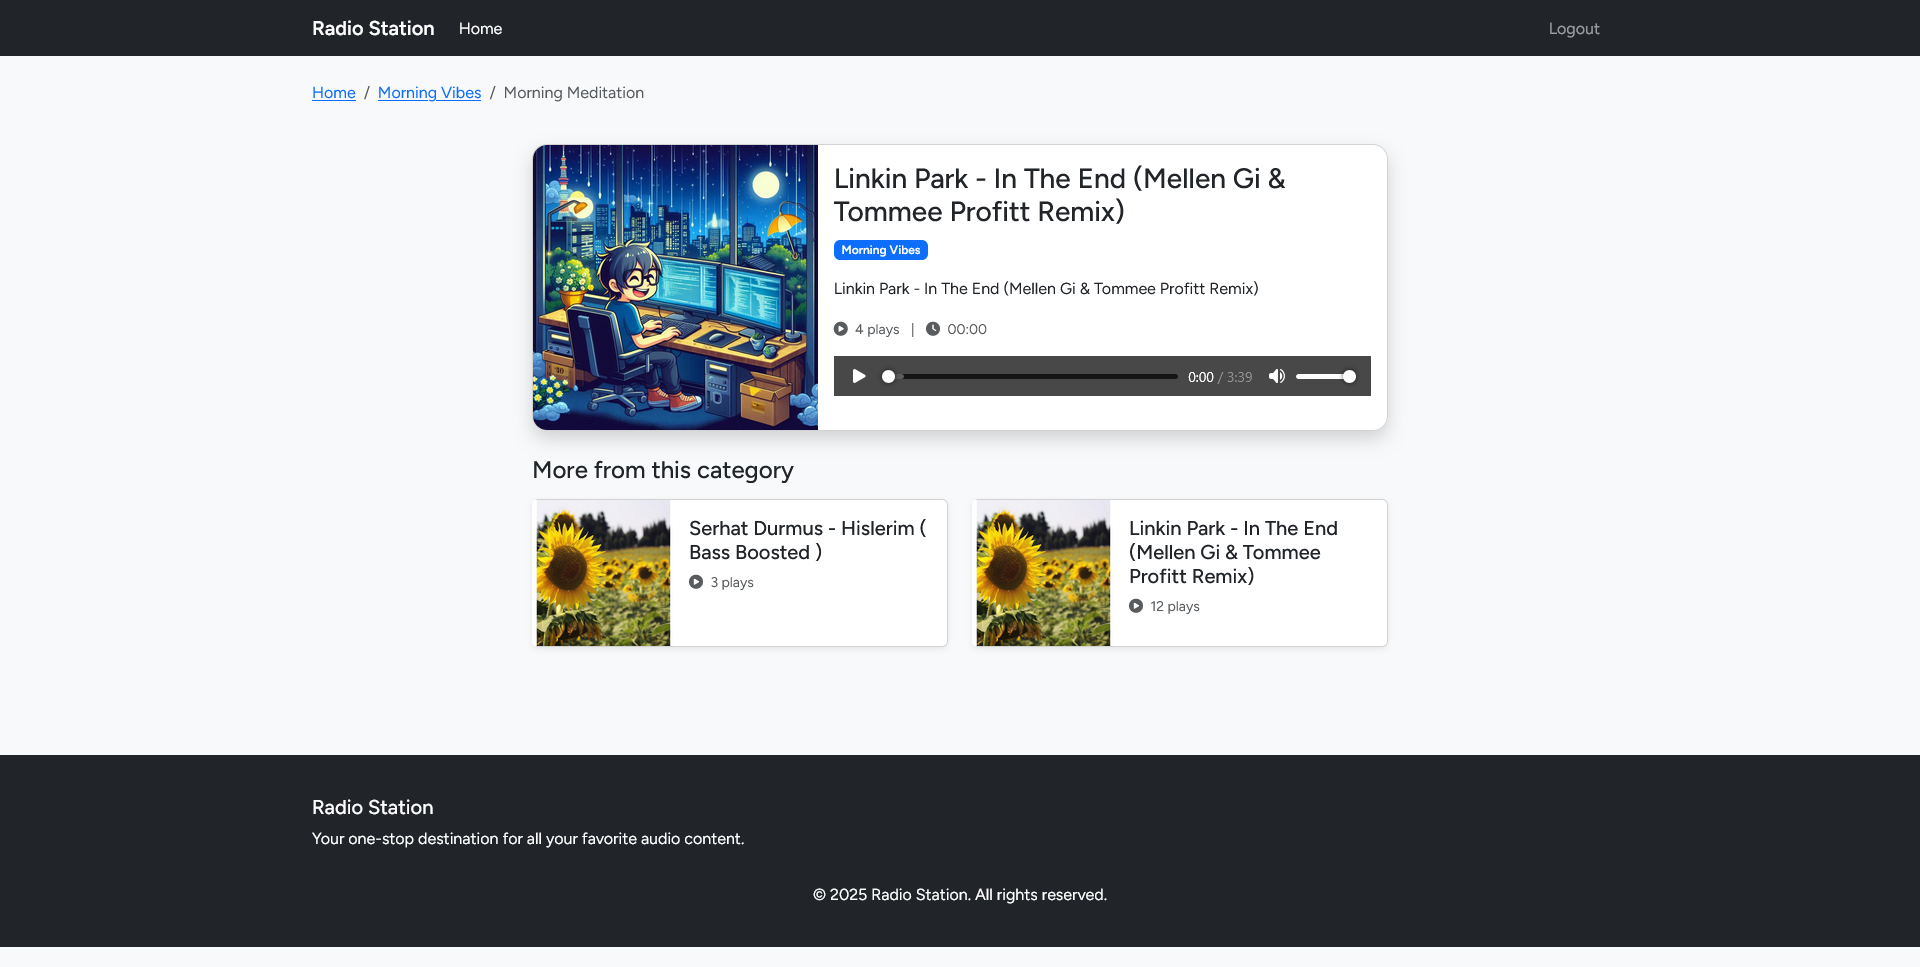 Radio Station Home Logout
Home / Morning Vibes / Morning Meditation
Linkin Park - In The End (Mellen Gi &
Tommee Profitt Remix)
Morning Vibes
Linkin Park - In The End (Mellen Gi & Tommee Profitt Remix)
4 plays | 00:00
0:00 / 3:39
More from this category
Serhat Durmus - Hislerim (
Bass Boosted )
3 plays
Linkin Park - In The End
(Mellen Gi & Tommee
Profitt Remix)
12 plays
Radio Station
Your one-stop destination for all your favorite audio content.
© 2025 Radio Station. All rights reserved.